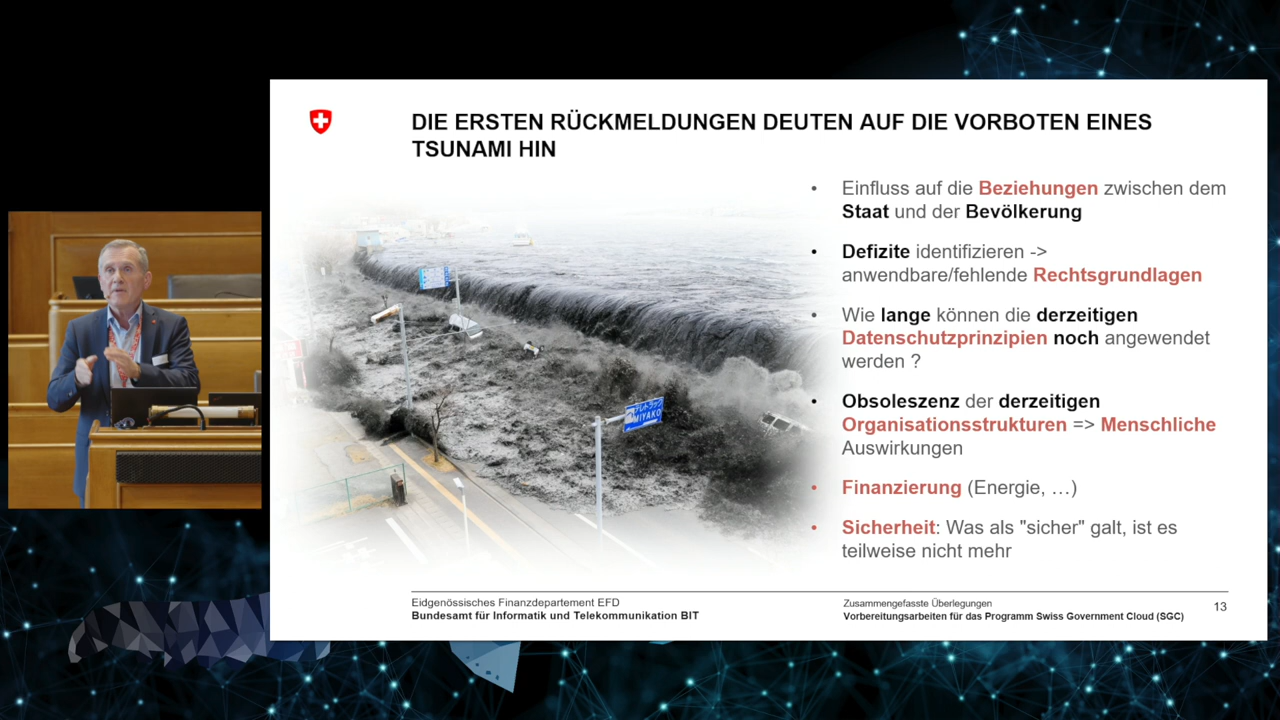 DIE ERSTEN RÜCKMELDUNGEN DEUTEN AUF DIE VORBOTEN EINES
TSUNAMI HIN
• Einfluss auf die Beziehungen zwischen dem
Staat und der Bevölkerung
• Defizite identifizieren ->
anwendbare/fehlende Rechtsgrundlagen
• Wie lange können die derzeitigen
Datenschutzprinzipien noch angewendet
werden ?
• Obsoleszenz der derzeitigen
Organisationsstrukturen => Menschliche
Auswirkungen
• Finanzierung (Energie, …)
• Sicherheit: Was als "sicher" galt, ist es
teilweise nicht mehr
MIYAKO
Eidgenössisches Finanzdepartement EFD
Bundesamt für Informatik und Telekommunikation BIT
Zusammengefasste Überlegungen
Vorbereitungsarbeiten für das Programm Swiss Government Cloud (SGC)
13